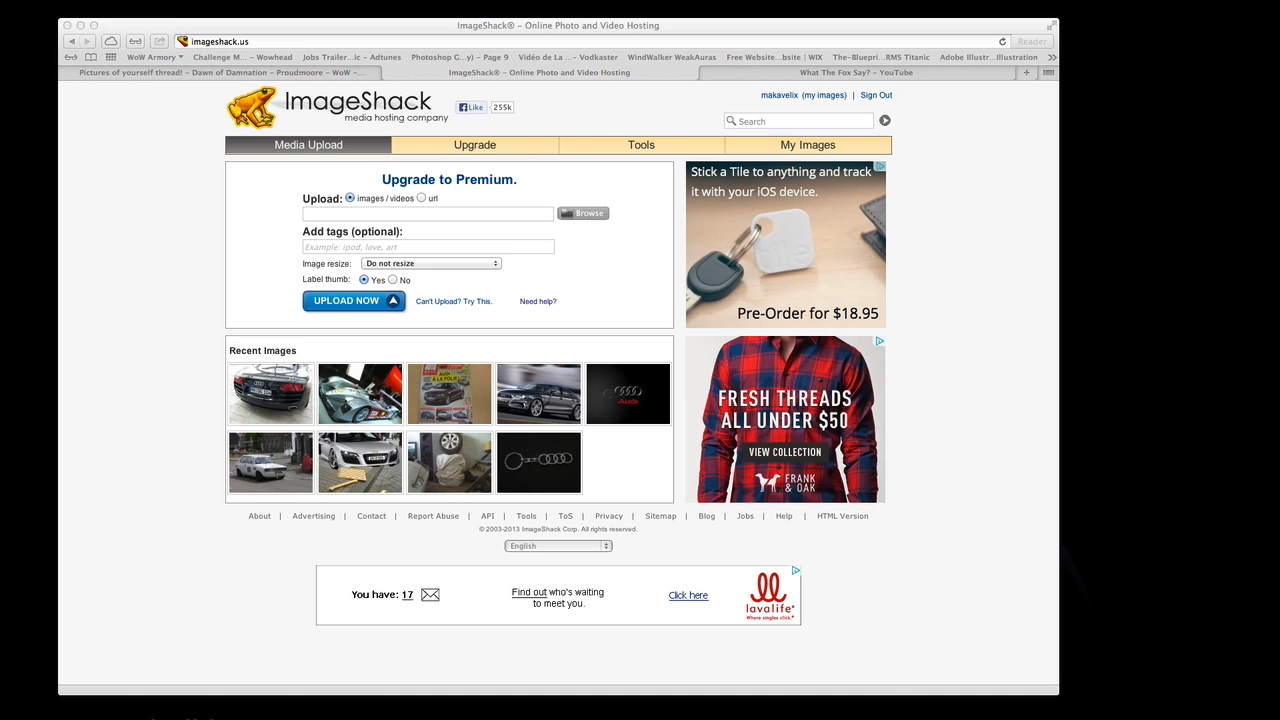 ImageShack® – Online Photo and Video Hosting
imageshack.us
Reader
WoW Armory
Challenge M... – Wowhead
Jobs Trailer...ic - Adtunes
Photoshop G...y) - Page 9
Vidéo de La ... – Vodkaster
WindWalker WeakAuras
Free Website...bsite | WIX
The-Bluepri...RMS Titanic
Adobe Illustr...Illustration
Pictures of yourself thread! – Dawn of Damnation – Proudmoore – WoW –...
ImageShack® – Online Photo and Video Hosting
What The Fox Say? – YouTube
ImageShack
media hosting company
Like
255k
makavelix (my images) | Sign Out
Search
Media Upload
Upgrade
Tools
My Images
Upgrade to Premium.
Upload: images / videos url
Browse
Add tags (optional):
Example: ipod, love, art
Image resize: Do not resize
Label thumb: Yes No
UPLOAD NOW
Can't Upload? Try This.
Need help?
Stick a Tile to anything and track
it with your iOS device.
Pre-Order for $18.95
Recent Images
AUDI
À LA FOLIE
Audi
FRESH THREADS
ALL UNDER $50
VIEW COLLECTION
FRANK
& OAK
About | Advertising | Contact | Report Abuse | API | Tools | ToS | Privacy | Sitemap | Blog | Jobs | Help | HTML Version
© 2003-2013 ImageShack Corp. All rights reserved.
English
You have: 17
Find out who's waiting
to meet you.
Click here
lavalife
Where singles click.